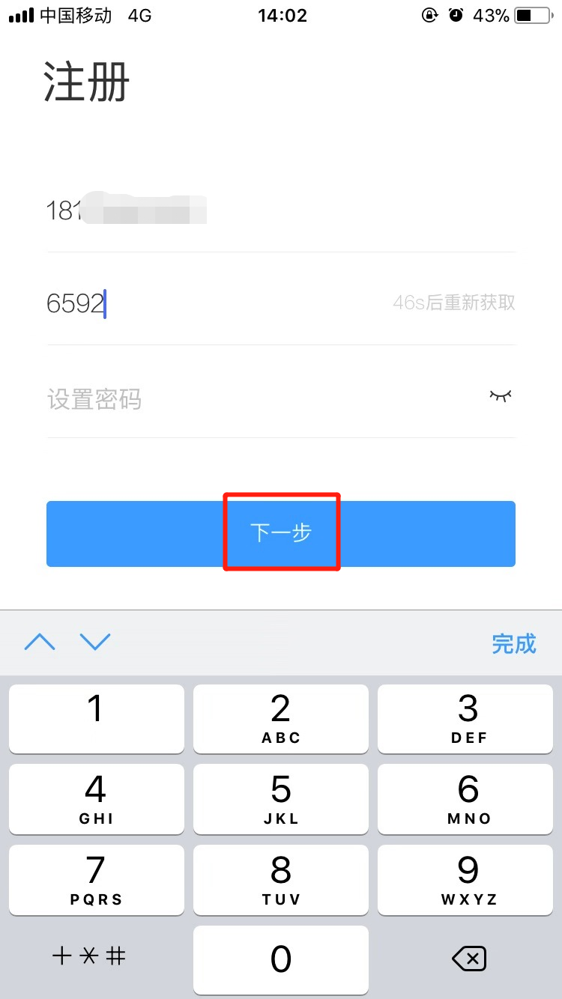 中国移动 4G 14:02 43%
注册
181
6592 46s后重新获取
设置密码
下一步
完成
1 2 3
ABC DEF
4 5 6
GHI JKL MNO
7 8 9
PQRS TUV WXYZ
+*# 0